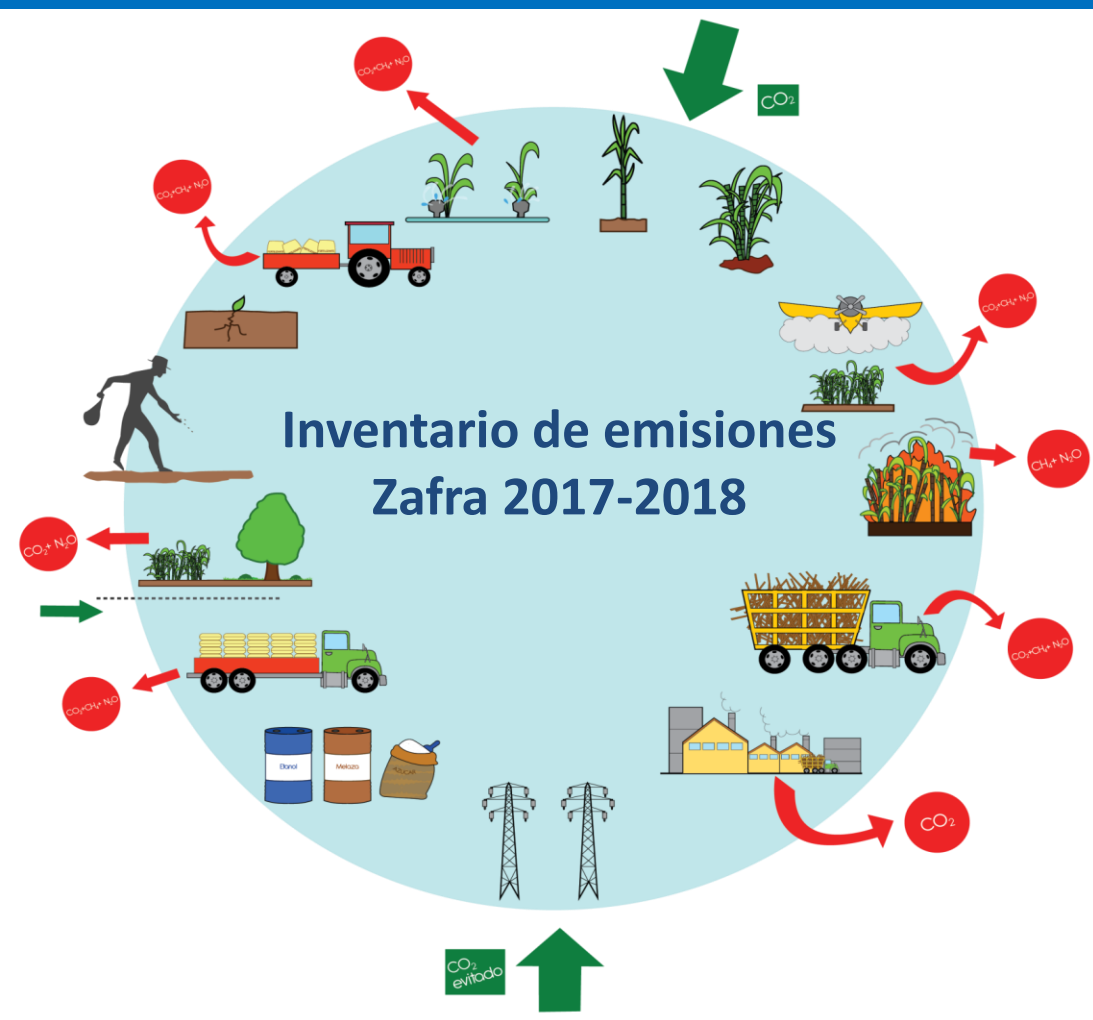 CO₂+CH₄+ N₂O
CO₂
CO₂+CH₄+ N₂O
CO₂+CH₄+ N₂O
Inventario de emisiones
Zafra 2017-2018
CH₄+ N₂O
CO₂+ N₂O
CO₂+CH₄+ N₂O
CO₂+CH₄+ N₂O
Etanol
Melaza
AZUCAR
CO₂
CO₂
evitado